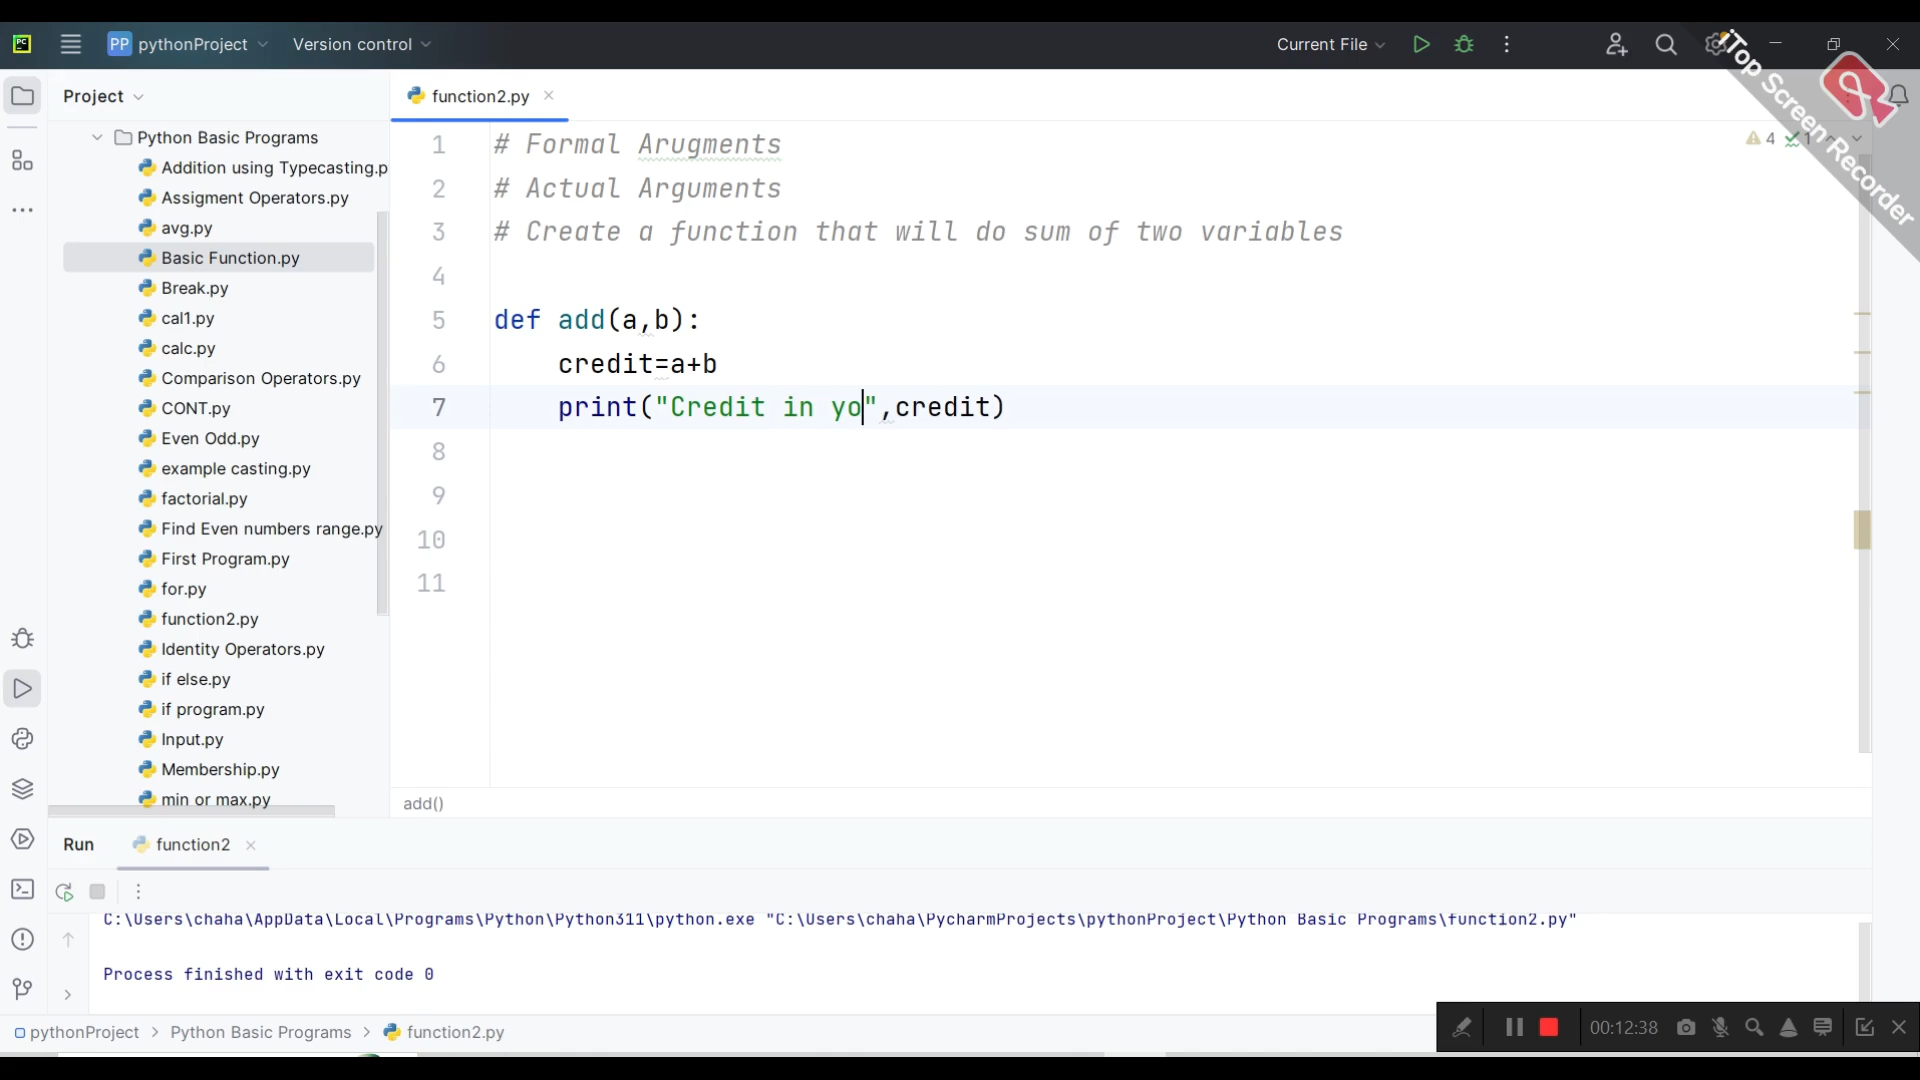 PC
PP pythonProject
Version control
Current File
iTop Screen Recorder
Project
function2.py
Python Basic Programs
Addition using Typecasting.p
Assigment Operators.py
avg.py
Basic Function.py
Break.py
cal1.py
calc.py
Comparison Operators.py
CONT.py
Even Odd.py
example casting.py
factorial.py
Find Even numbers range.py
First Program.py
for.py
function2.py
Identity Operators.py
if else.py
if program.py
Input.py
Membership.py
min or max.py
1 # Formal Arugments
2 # Actual Arguments
3 # Create a function that will do sum of two variables
4
5 def add(a,b):
6 credit=a+b
7 print("Credit in yo",credit)
8
9
10
11
4 1
add()
Run
function2
C:\Users\chaha\AppData\Local\Programs\Python\Python311\python.exe "C:\Users\chaha\PycharmProjects\pythonProject\Python Basic Programs\function2.py"
Process finished with exit code 0
pythonProject > Python Basic Programs > function2.py
00:12:38